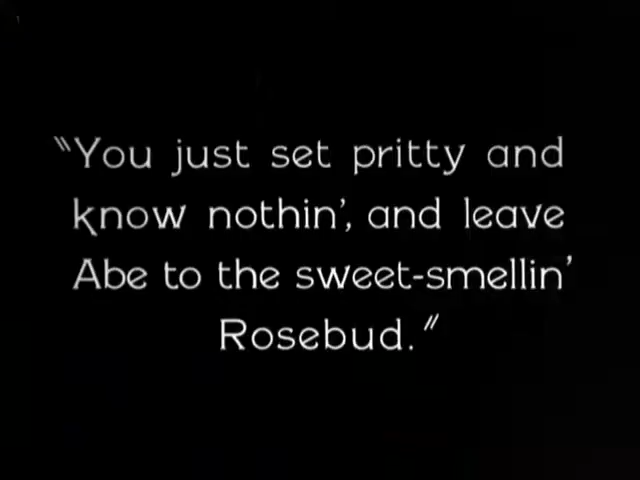 "You just set pritty and
know nothin', and leave
Abe to the sweet-smellin'
Rosebud."